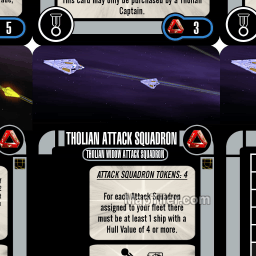 This card may only be purchased by a Tholian
Captain.
5
3
THOLIAN ATTACK SQUADRON
THOLIAN WIDOW ATTACK SQUADRON
ATTACK SQUADRON TOKENS: 4
For each Attack Squadron
assigned to your fleet there
must be at least 1 ship with a
Hull Value of 4 or more.